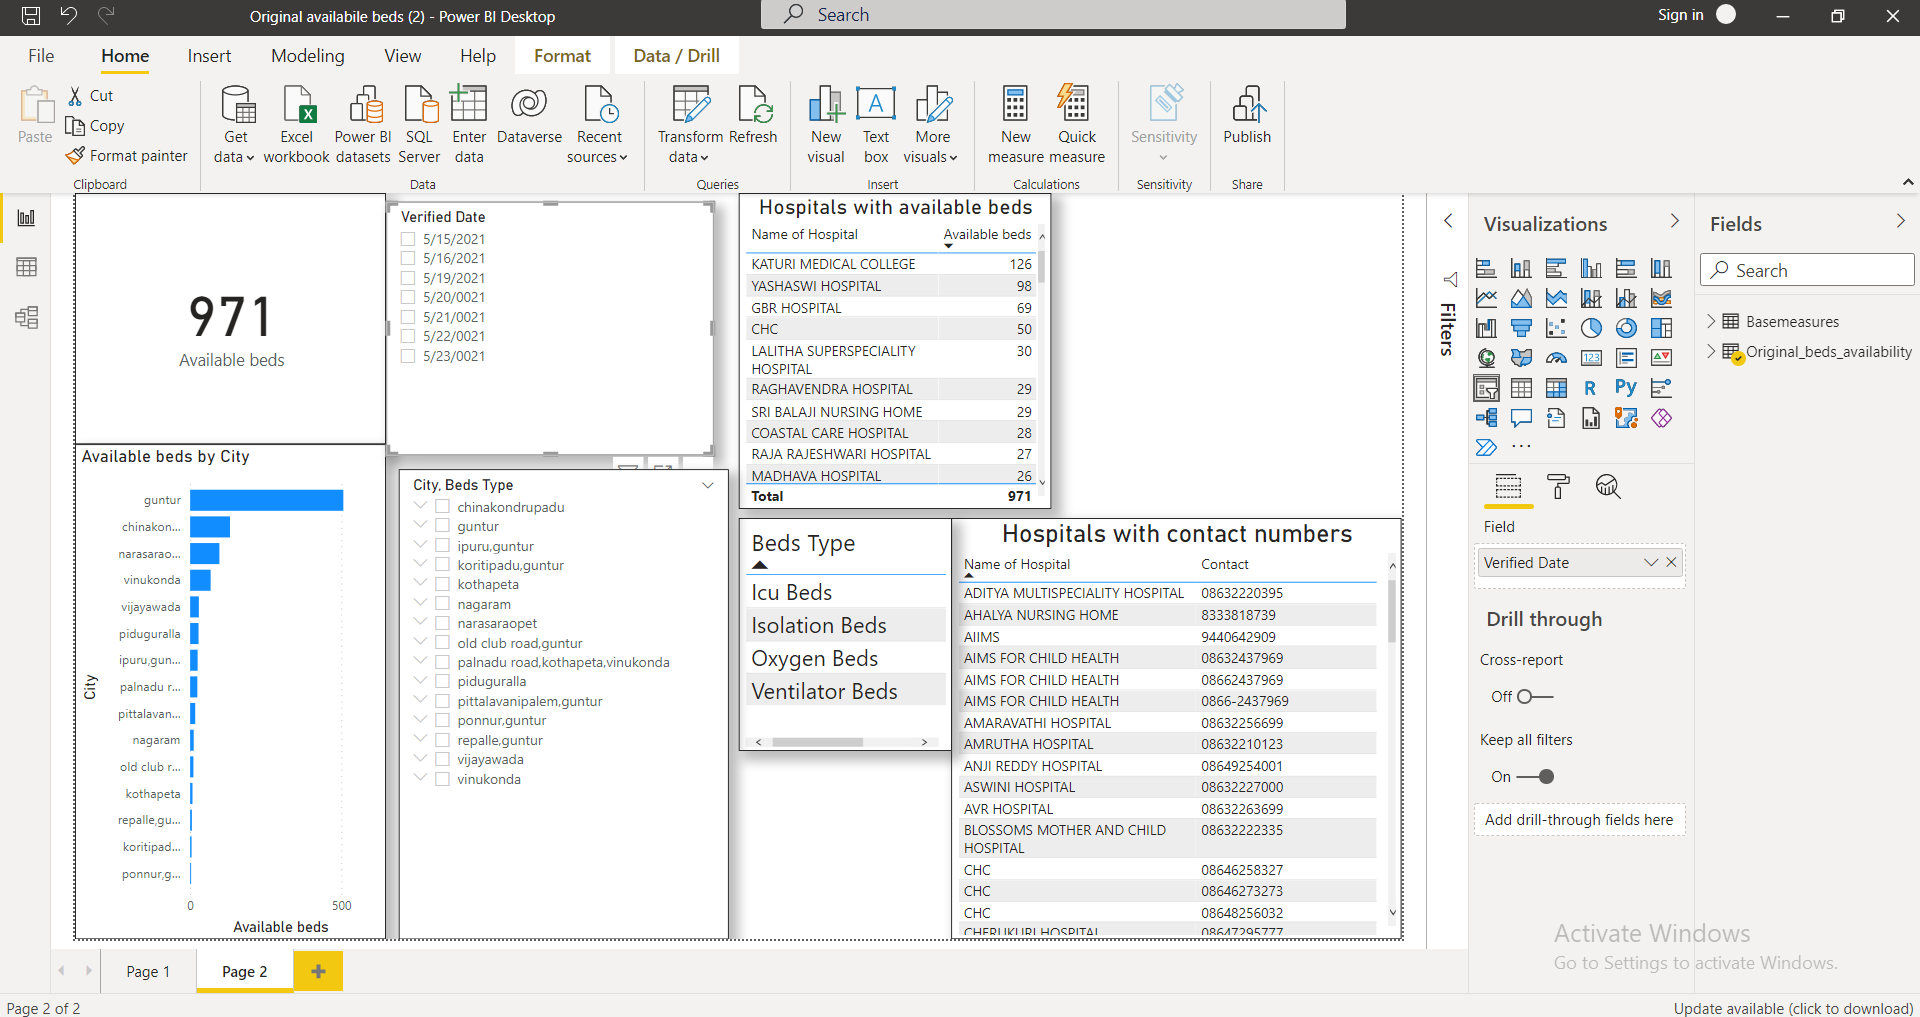 Original availabile beds (2) - Power BI Desktop
Search
Sign in
File Home Insert Modeling View Help Format Data / Drill
Paste
Cut
Copy
Format painter
Clipboard
Get data
Excel workbook
Power BI datasets
SQL Server
Enter data
Dataverse
Recent sources
Data
Transform data
Refresh
Queries
New visual
Text box
More visuals
Insert
New measure
Quick measure
Calculations
Sensitivity
Sensitivity
Publish
Share
971
Available beds
Verified Date
5/15/2021
5/16/2021
5/19/2021
5/20/0021
5/21/0021
5/22/0021
5/23/0021
Hospitals with available beds
Name of Hospital Available beds
KATURI MEDICAL COLLEGE 126
YASHASWI HOSPITAL 98
GBR HOSPITAL 69
CHC 50
LALITHA SUPERSPECIALITY 30
HOSPITAL
RAGHAVENDRA HOSPITAL 29
SRI BALAJI NURSING HOME 29
COASTAL CARE HOSPITAL 28
RAJA RAJESHWARI HOSPITAL 27
MADHAVA HOSPITAL 26
Total 971
Available beds by City
guntur
chinakon...
narasarao...
vinukonda
vijayawada
piduguralla
ipuru,gun...
palnadu r...
pittalavan...
nagaram
old club r...
kothapeta
repalle,gu...
koritipad...
ponnur,g...
City
0 500
Available beds
City, Beds Type
chinakondrupadu
guntur
ipuru,guntur
koritipadu,guntur
kothapeta
nagaram
narasaraopet
old club road,guntur
palnadu road,kothapeta,vinukonda
piduguralla
pittalavanipalem,guntur
ponnur,guntur
repalle,guntur
vijayawada
vinukonda
Beds Type
Icu Beds
Isolation Beds
Oxygen Beds
Ventilator Beds
Hospitals with contact numbers
Name of Hospital Contact
ADITYA MULTISPECIALITY HOSPITAL 08632220395
AHALYA NURSING HOME 8333818739
AIIMS 9440642909
AIMS FOR CHILD HEALTH 08632437969
AIMS FOR CHILD HEALTH 08662437969
AIMS FOR CHILD HEALTH 0866-2437969
AMARAVATHI HOSPITAL 08632256699
AMRUTHA HOSPITAL 08632210123
ANJI REDDY HOSPITAL 08649254001
ASWINI HOSPITAL 08632227000
AVR HOSPITAL 08632263699
BLOSSOMS MOTHER AND CHILD 08632222335
HOSPITAL
CHC 08646258327
CHC 08646273273
CHC 08648256032
CHERUKURI HOSPITAL 08647295777
Filters
Visualizations
123
R
Py
Field
Verified Date
Drill through
Cross-report
Off
Keep all filters
On
Add drill-through fields here
Fields
Search
Basemeasures
Original_beds_availability
Activate Windows
Go to Settings to activate Windows.
Page 1
Page 2
Page 2 of 2
Update available (click to download)